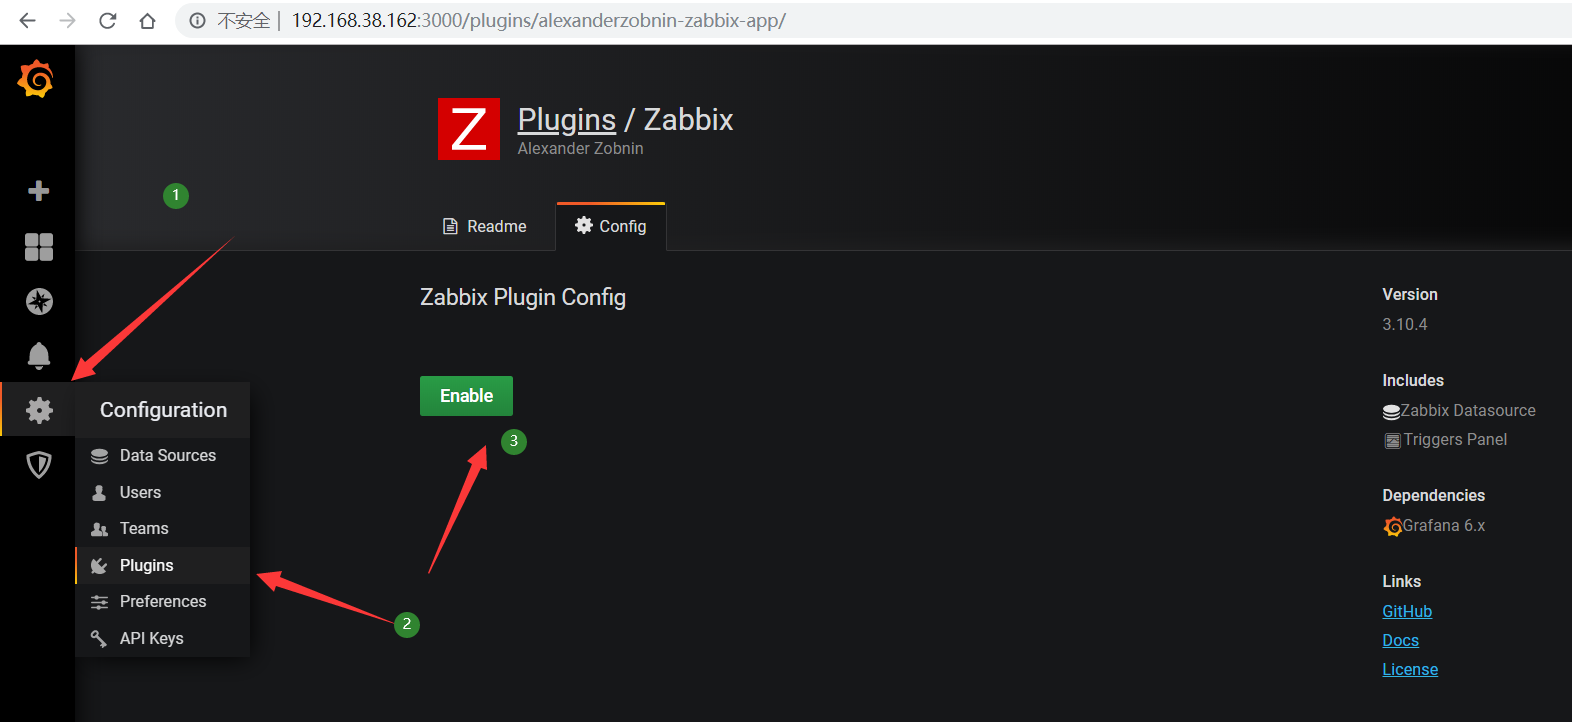 不安全 | 192.168.38.162:3000/plugins/alexanderzobnin-zabbix-app/
Z
Plugins / Zabbix
Alexander Zobnin
1
Readme
Config
Zabbix Plugin Config
Enable
3
Configuration
Data Sources
Users
Teams
Plugins
Preferences
API Keys
2
Version
3.10.4
Includes
Zabbix Datasource
Triggers Panel
Dependencies
Grafana 6.x
Links
GitHub
Docs
License